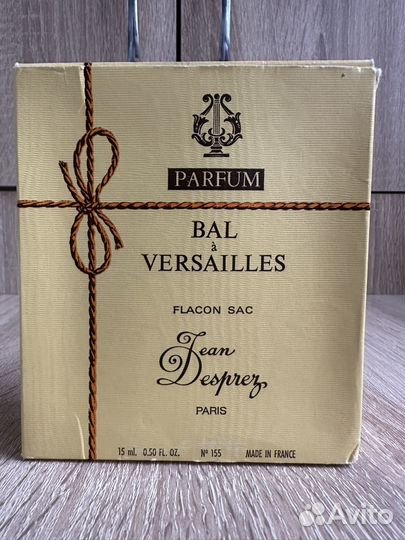 PARFUM
BAL
à
VERSAILLES
FLACON SAC
Jean
Desprez
PARIS
15 ml. 0.50 FL. OZ. Nº 155 MADE IN FRANCE
Avito